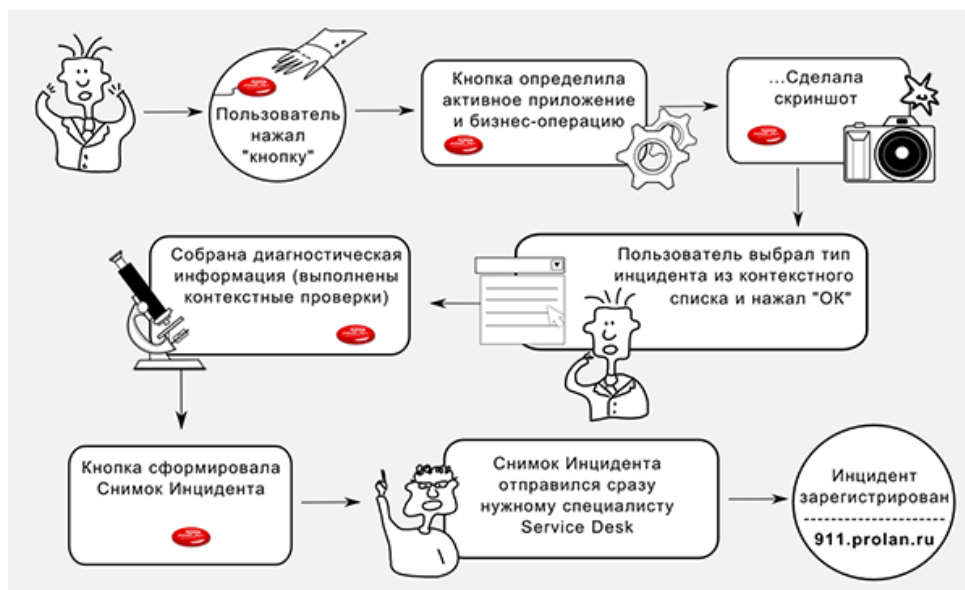 Пользователь
нажал
"кнопку"
Кнопка определила
активное приложение
и бизнес-операцию
...Сделала
скриншот
Пользователь выбрал тип
инцидента из контекстного
списка и нажал "ОК"
Собрана диагностическая
информация (выполнены
контекстные проверки)
Кнопка сформировала
Снимок Инцидента
Снимок Инцидента
отправился сразу
нужному специалисту
Service Desk
Инцидент
зарегистрирован
911.prolan.ru